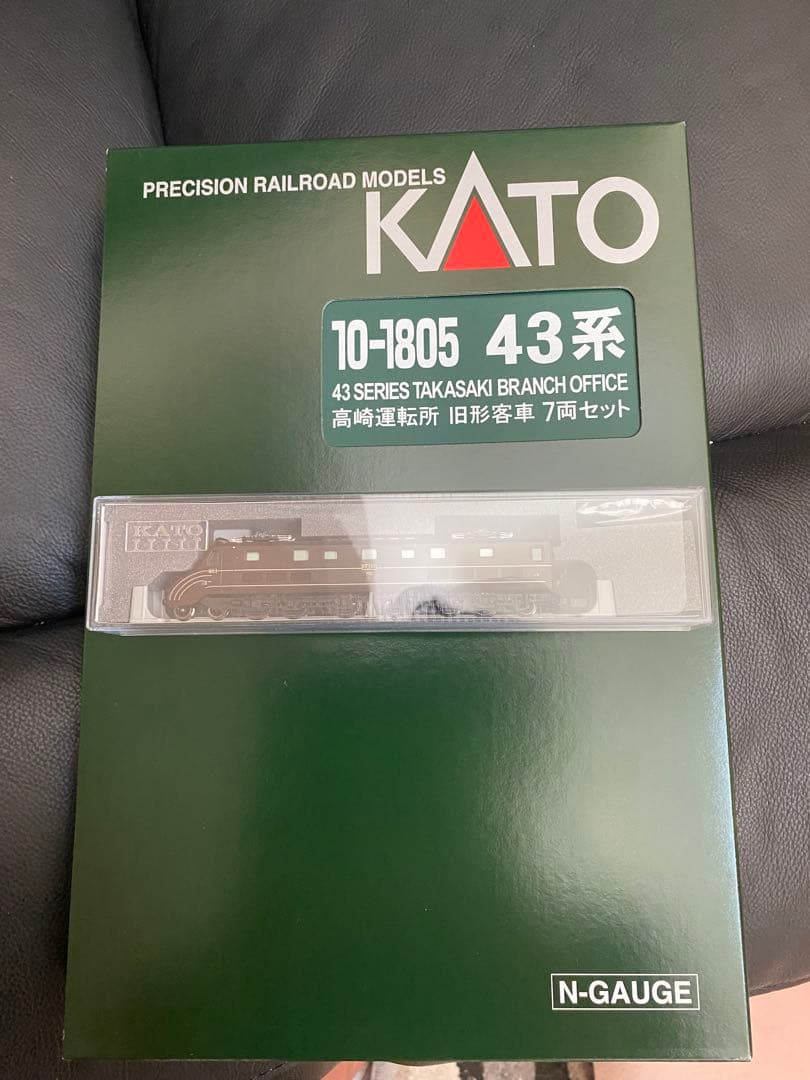 PRECISION RAILROAD MODELS
KATO
10-1805 43系
43 SERIES TAKASAKI BRANCH OFFICE
高崎運転所 旧形客車 7両セット
KATO
N-GAUGE